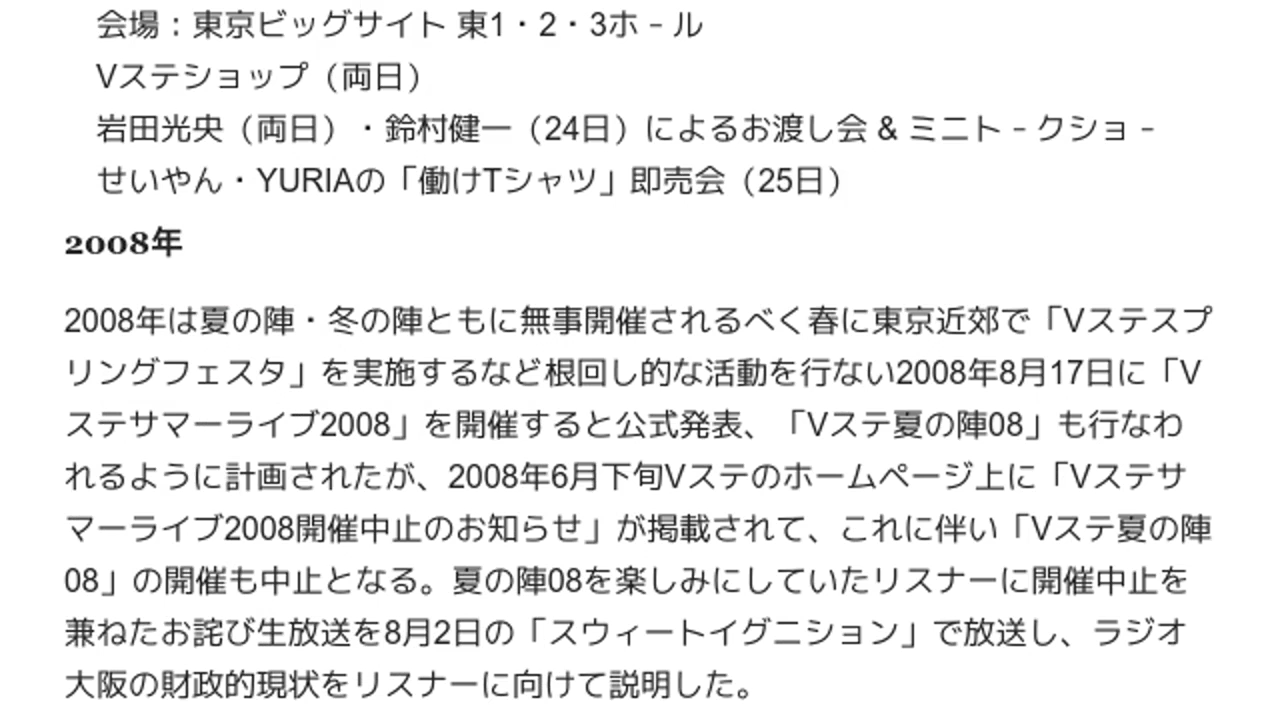 会場：東京ビッグサイト 東1・2・3ホ－ル
Vステショップ（両日）
岩田光央（両日）・鈴村健一（24日）によるお渡し会 & ミニト－クショ－
せいやん・YURIAの「働けTシャツ」即売会（25日）
2008年
2008年は夏の陣・冬の陣ともに無事開催されるべく春に東京近郊で「Vステスプ
リングフェスタ」を実施するなど根回し的な活動を行ない2008年8月17日に「V
ステサマーライブ2008」を開催すると公式発表、「Vステ夏の陣08」も行なわ
れるように計画されたが、2008年6月下旬Vステのホームページ上に「Vステサ
マーライブ2008開催中止のお知らせ」が掲載されて、これに伴い「Vステ夏の陣
08」の開催も中止となる。夏の陣08を楽しみにしていたリスナーに開催中止を
兼ねたお詫び生放送を8月2日の「スウィートイグニション」で放送し、ラジオ
大阪の財政的現状をリスナーに向けて説明した。